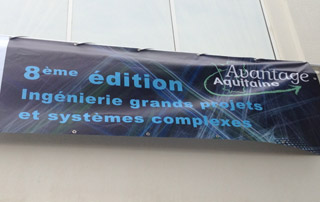 8ème édition
Avantage
Aquitaine
Ingénierie grands projets
et systèmes complexes